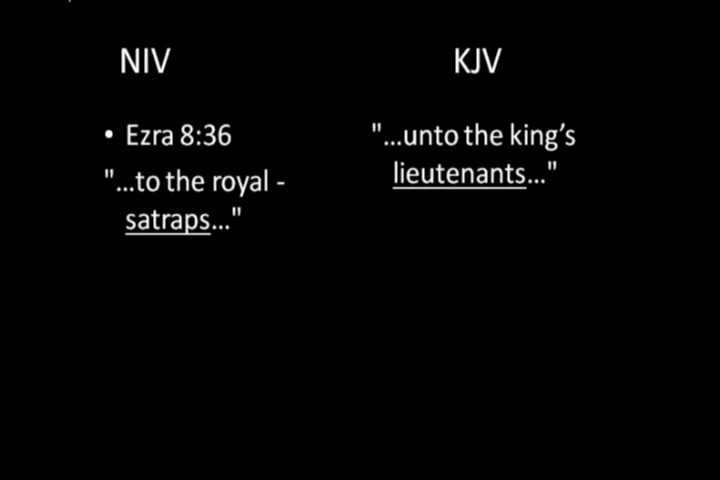 NIV
• Ezra 8:36
"...to the royal -
satraps..."
KJV
"...unto the king’s
lieutenants..."